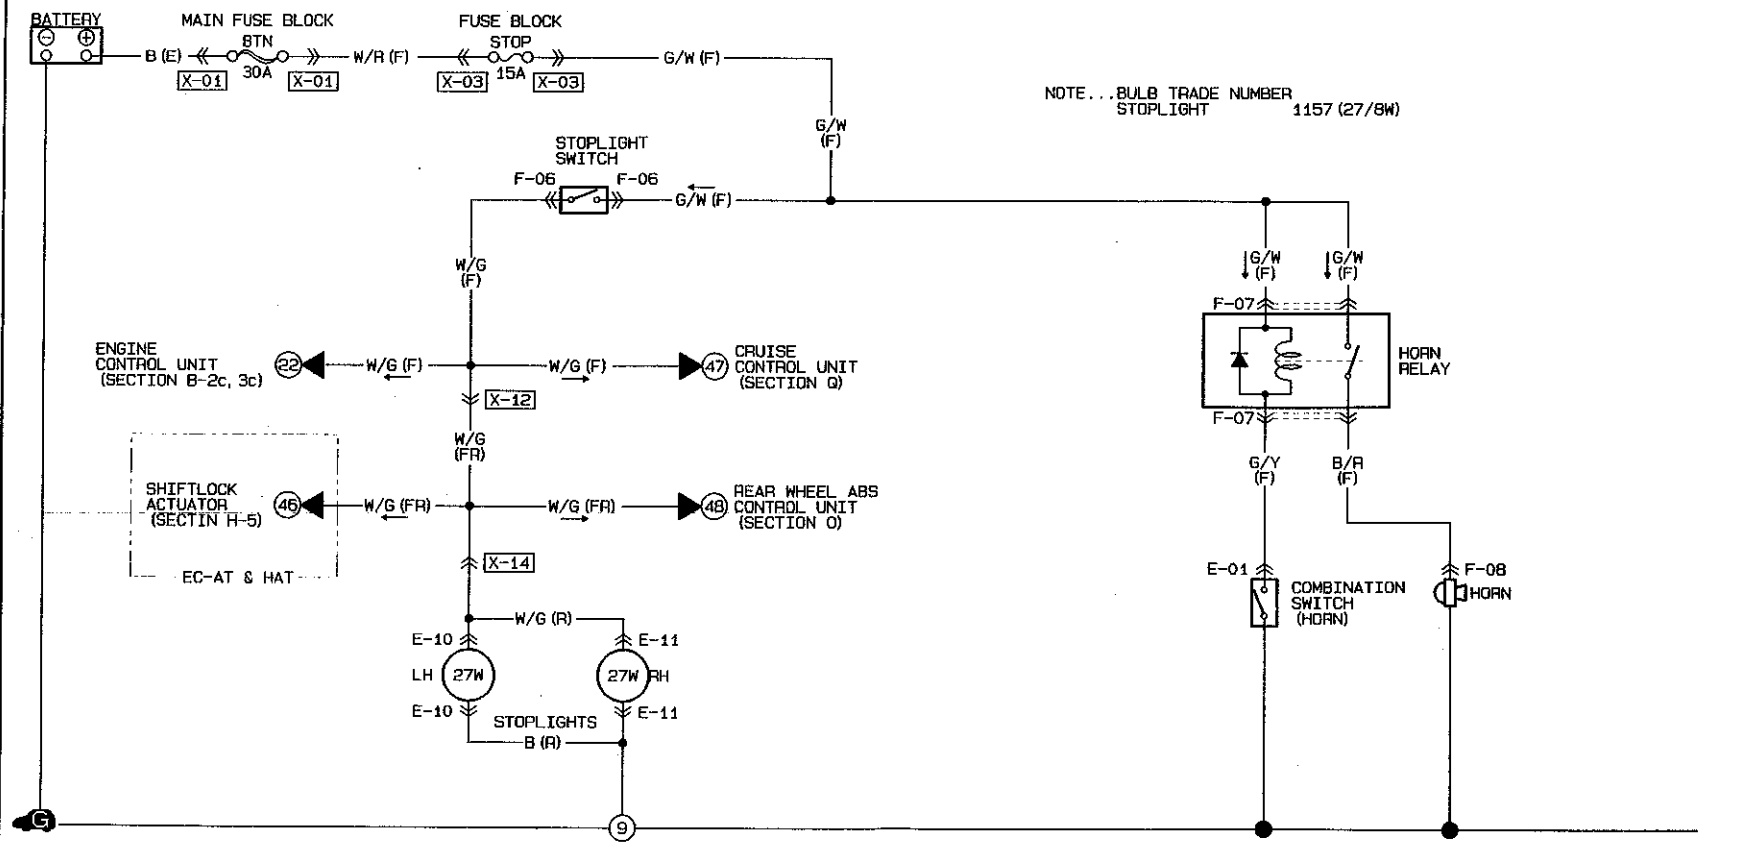 BATTERY
MAIN FUSE BLOCK
FUSE BLOCK
BTN
STOP
B (E)
W/R (F)
G/W (F)
30A
15A
X-01
X-01
X-03
X-03
NOTE...BULB TRADE NUMBER
STOPLIGHT 1157 (27/8W)
G/W
(F)
STOPLIGHT
SWITCH
F-06
F-06
G/W (F)
W/G
(F)
G/W
(F)
G/W
(F)
F-07
ENGINE
CONTROL UNIT
(SECTION B-2c, 3c)
22
W/G (F)
W/G (F)
47
CRUISE
CONTROL UNIT
(SECTION Q)
HORN
RELAY
X-12
F-07
W/G
(FR)
G/Y
(F)
B/R
(F)
SHIFTLOCK
ACTUATOR
(SECTIN H-5)
46
W/G (FR)
W/G (FR)
48
REAR WHEEL ABS
CONTROL UNIT
(SECTION O)
EC-AT & HAT
X-14
E-01
COMBINATION
SWITCH
(HORN)
F-08
HORN
W/G (R)
E-10
E-11
LH
27W
27W
RH
E-10
E-11
STOPLIGHTS
B (R)
G
9